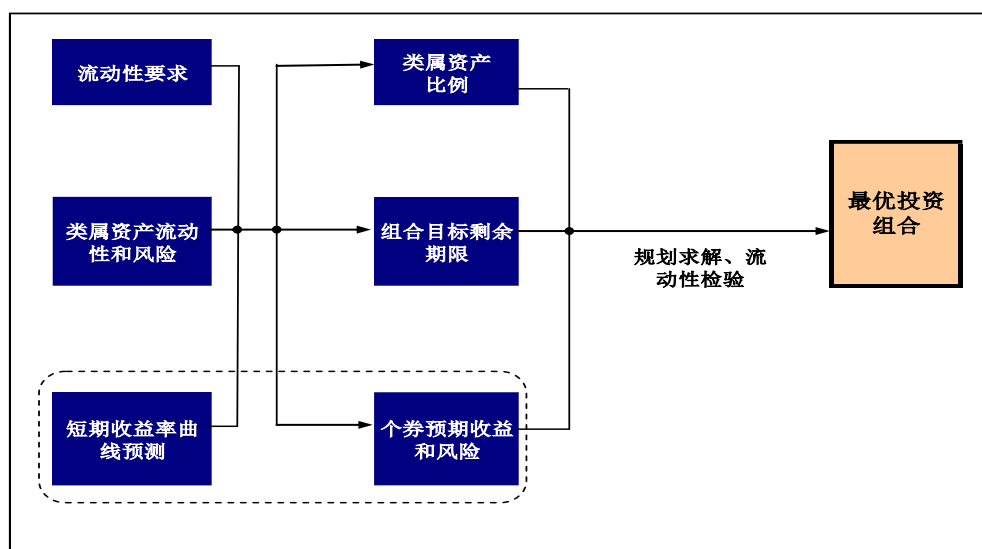 流动性要求
类属资产
比例
类属资产流动
性和风险
组合目标剩余
期限
最优投资
组合
规划求解、流
动性检验
短期收益率曲
线预测
个券预期收益
和风险